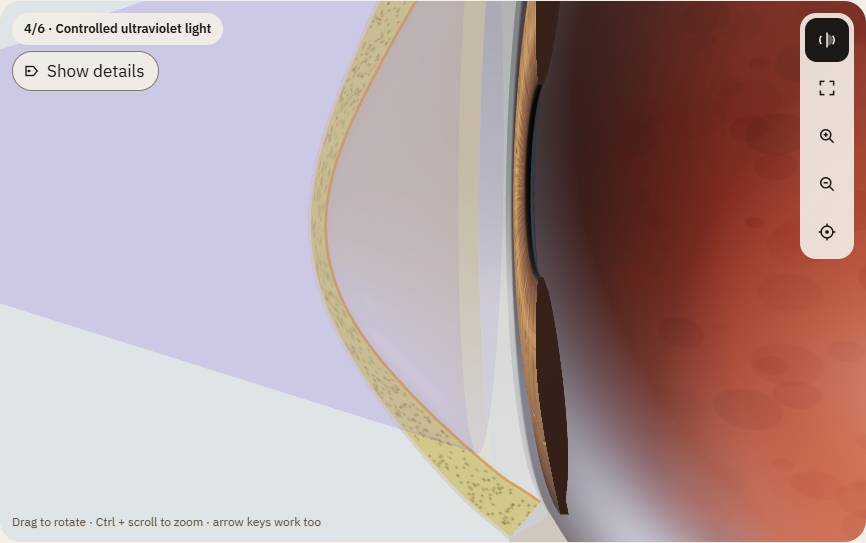 4/6 · Controlled ultraviolet light
Show details
Drag to rotate · Ctrl + scroll to zoom · arrow keys work too